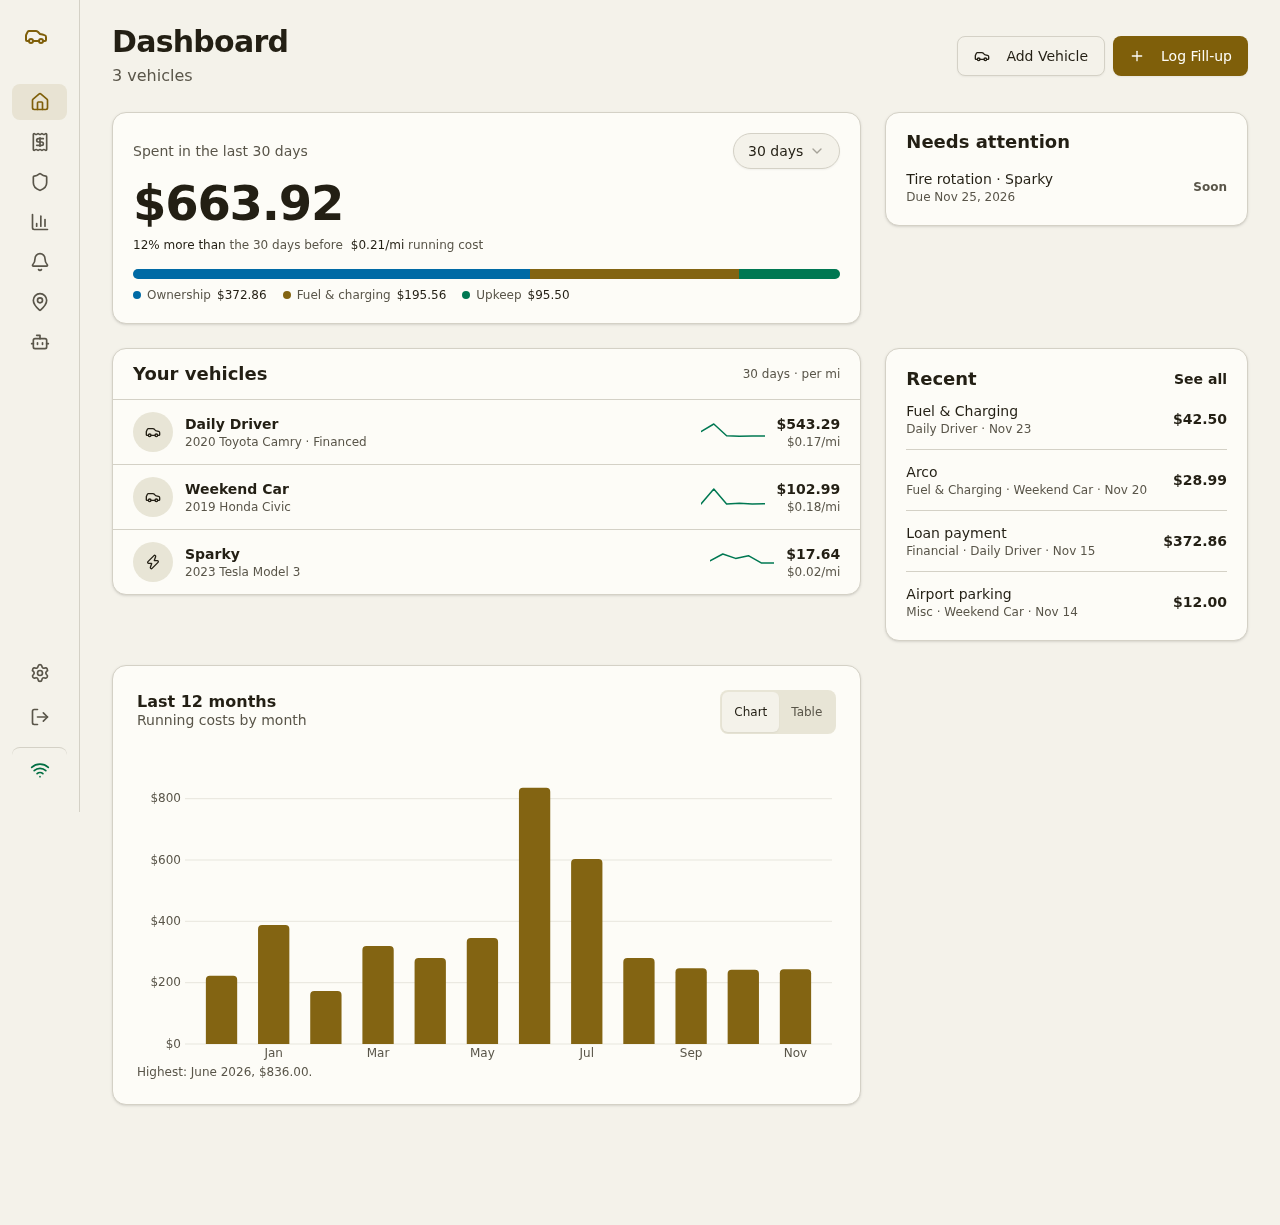 Dashboard
3 vehicles
Add Vehicle
Log Fill-up
Spent in the last 30 days
30 days
$663.92
12% more than the 30 days before $0.21/mi running cost
Ownership $372.86 Fuel & charging $195.56 Upkeep $95.50
Needs attention
Tire rotation · Sparky
Due Nov 25, 2026
Soon
Your vehicles
30 days · per mi
Daily Driver
2020 Toyota Camry · Financed
$543.29
$0.17/mi
Weekend Car
2019 Honda Civic
$102.99
$0.18/mi
Sparky
2023 Tesla Model 3
$17.64
$0.02/mi
Recent
See all
Fuel & Charging
Daily Driver · Nov 23
$42.50
Arco
Fuel & Charging · Weekend Car · Nov 20
$28.99
Loan payment
Financial · Daily Driver · Nov 15
$372.86
Airport parking
Misc · Weekend Car · Nov 14
$12.00
Last 12 months
Running costs by month
Chart Table
$800
$600
$400
$200
$0
Jan Mar May Jul Sep Nov
Highest: June 2026, $836.00.